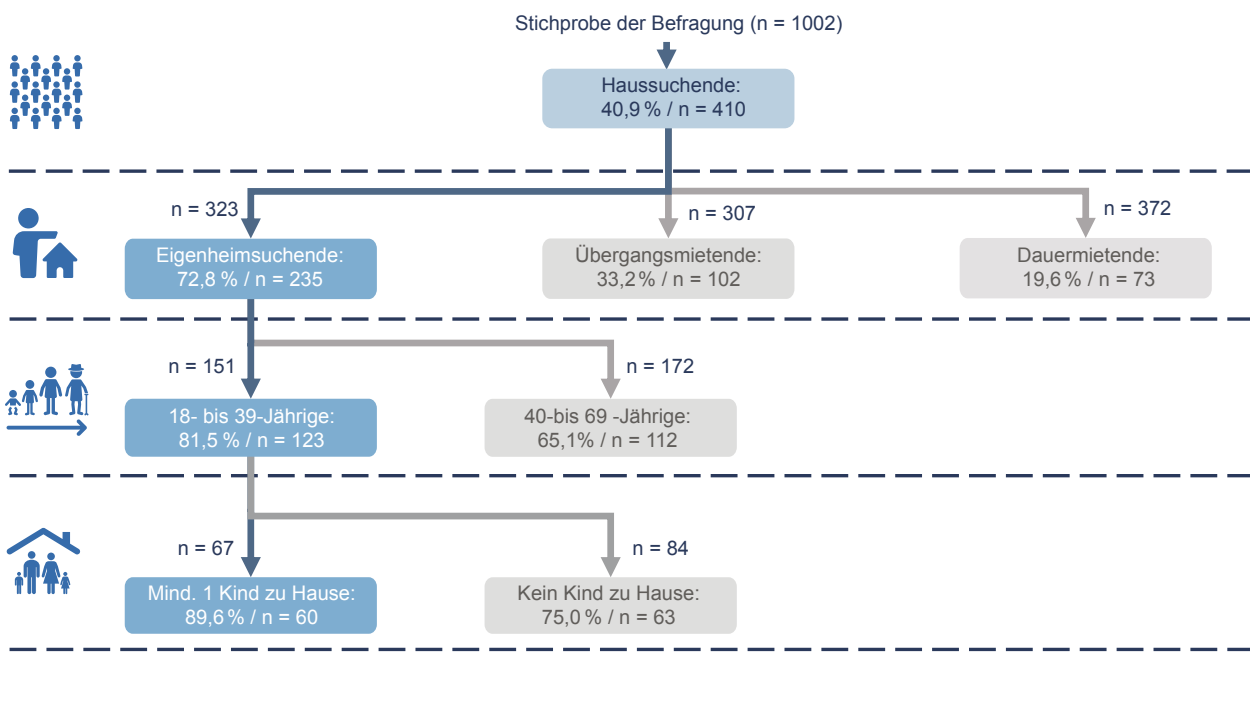 Stichprobe der Befragung (n = 1002)
Haussuchende:
40,9 % / n = 410
n = 323
n = 307
n = 372
Eigenheimsuchende:
72,8 % / n = 235
Übergangsmietende:
33,2 % / n = 102
Dauermietende:
19,6 % / n = 73
n = 151
n = 172
18- bis 39-Jährige:
81,5 % / n = 123
40-bis 69 -Jährige:
65,1% / n = 112
n = 67
n = 84
Mind. 1 Kind zu Hause:
89,6 % / n = 60
Kein Kind zu Hause:
75,0 % / n = 63